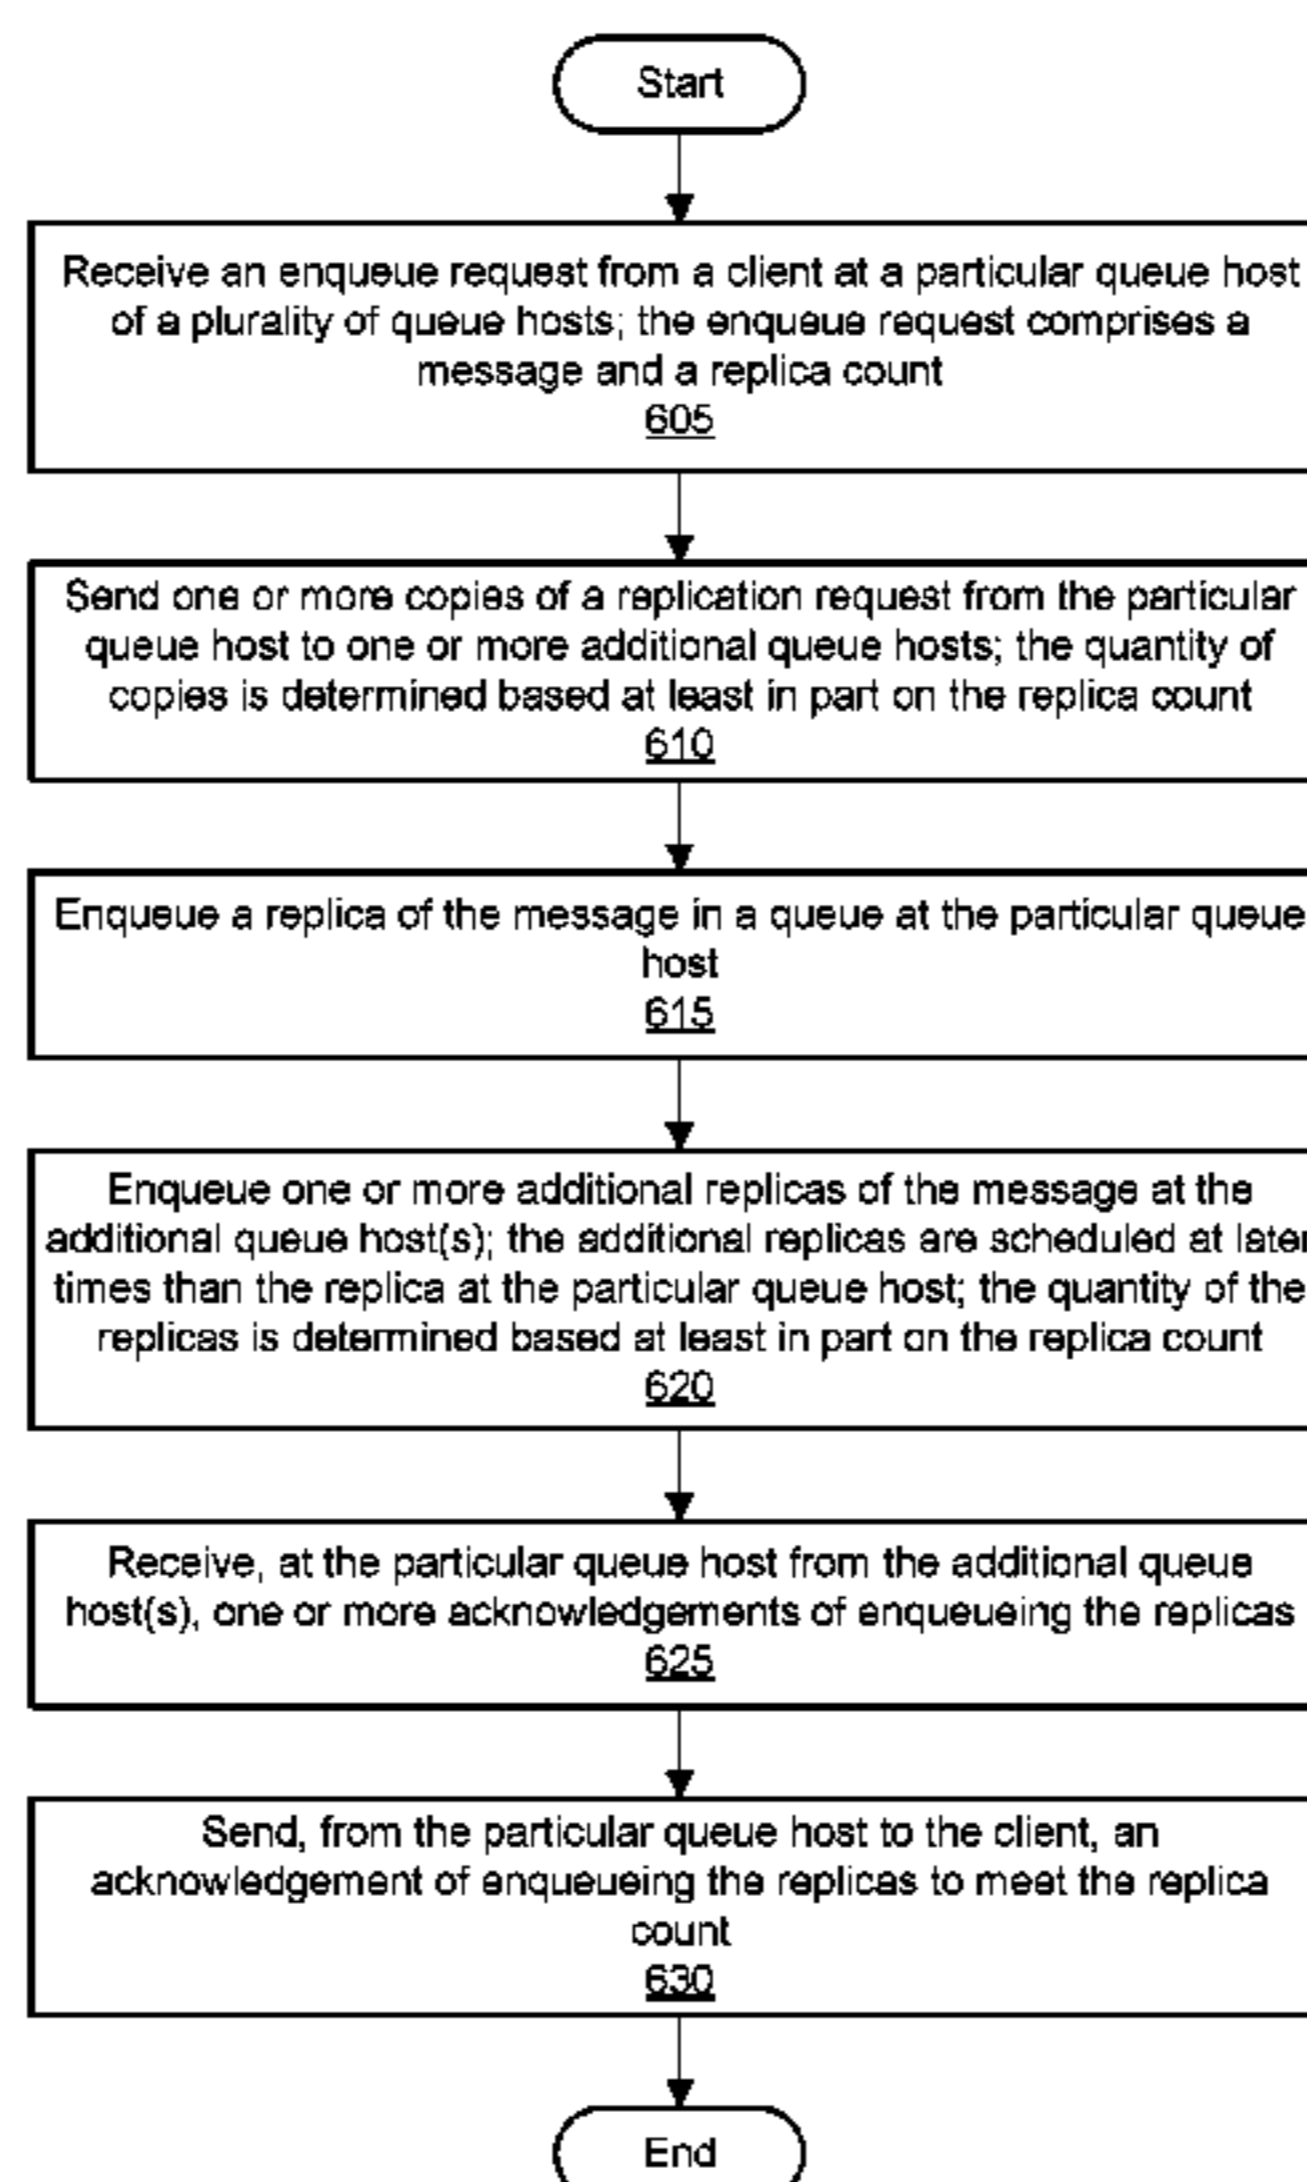 Start
Receive an enqueue request from a client at a particular queue host
of a plurality of queue hosts; the enqueue request comprises a
message and a replica count
605
Send one or more copies of a replication request from the particular
queue host to one or more additional queue hosts; the quantity of
copies is determined based at least in part on the replica count
610
Enqueue a replica of the message in a queue at the particular queue
host
615
Enqueue one or more additional replicas of the message at the
additional queue host(s); the additional replicas are scheduled at later
times than the replica at the particular queue host; the quantity of the
replicas is determined based at least in part on the replica count
620
Receive, at the particular queue host from the additional queue
host(s), one or more acknowledgements of enqueueing the replicas
625
Send, from the particular queue host to the client, an
acknowledgement of enqueueing the replicas to meet the replica
count
630
End